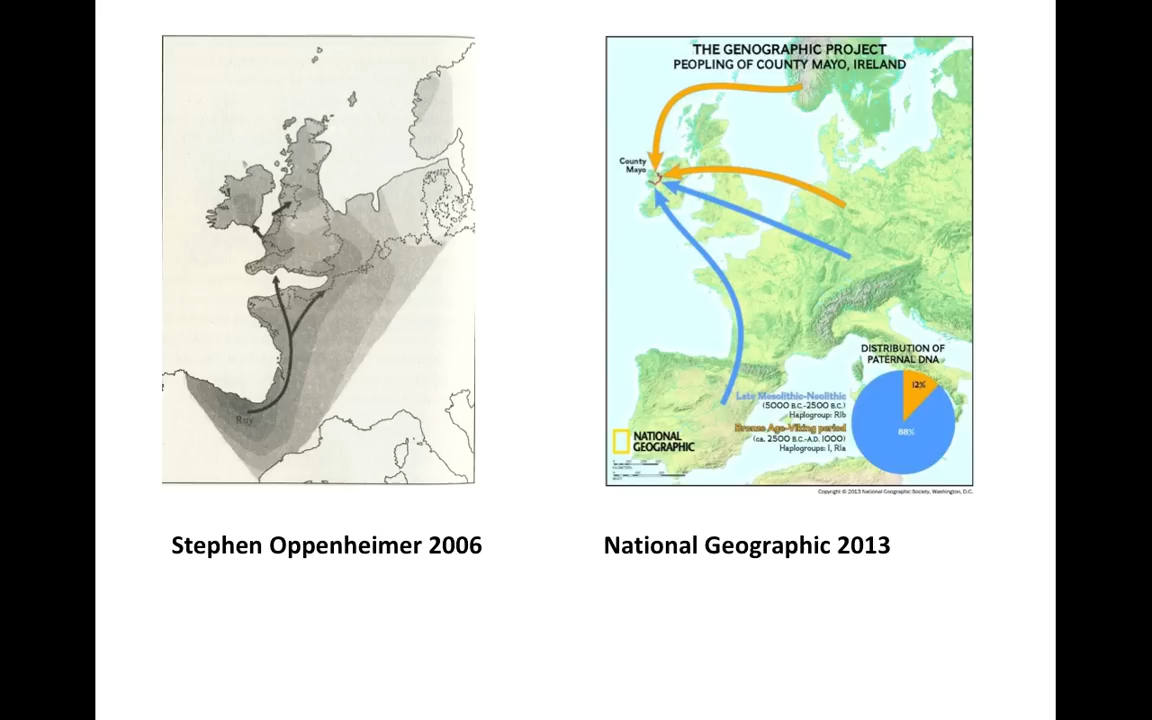 Ruy
THE GENOGRAPHIC PROJECT
PEOPLING OF COUNTY MAYO, IRELAND
County
Mayo
DISTRIBUTION OF
PATERNAL DNA
12%
88%
Late Mesolithic-Neolithic
(5000 B.C.-2500 B.C.)
Haplogroup: R1b
Bronze Age-Viking period
(ca. 2500 B.C.-A.D. 1000)
Haplogroups: I, R1a
NATIONAL
GEOGRAPHIC
Copyright © 2013 National Geographic Society, Washington, D.C.
Stephen Oppenheimer 2006
National Geographic 2013